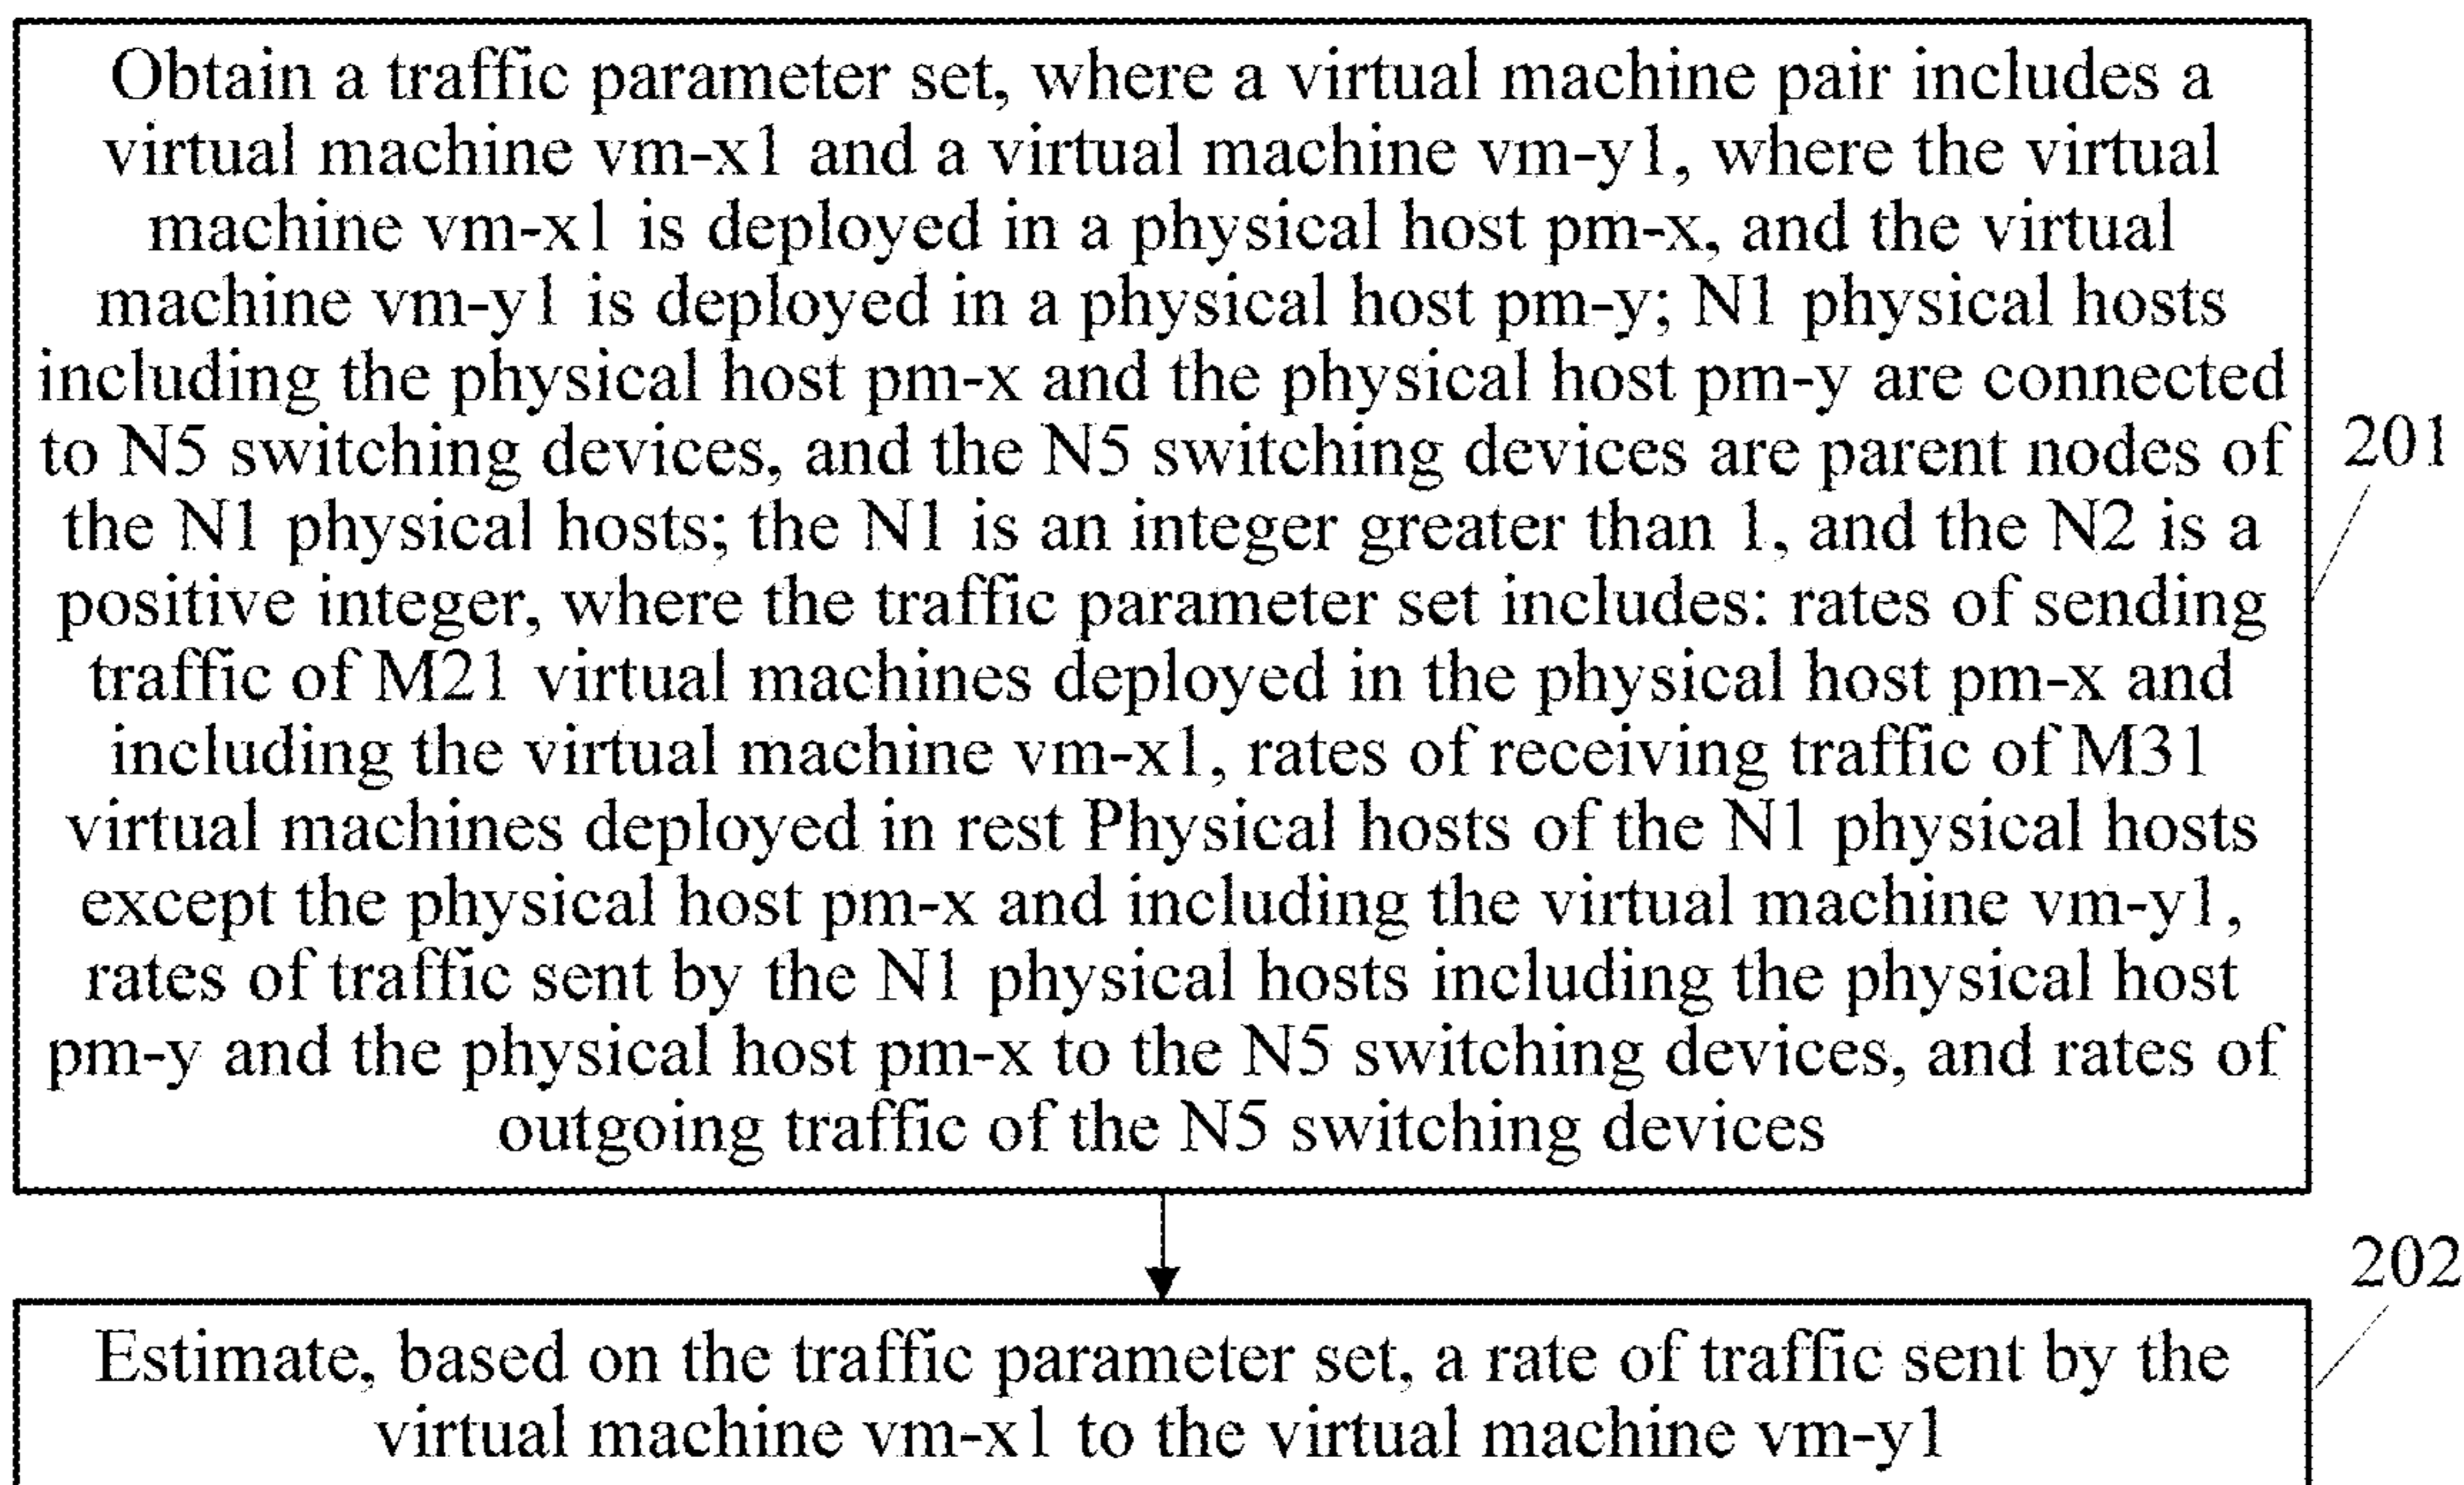 Obtain a traffic parameter set, where a virtual machine pair includes a
virtual machine vm-x1 and a virtual machine vm-y1, where the virtual
machine vm-x1 is deployed in a physical host pm-x, and the virtual
machine vm-y1 is deployed in a physical host pm-y; N1 physical hosts
including the physical host pm-x and the physical host pm-y are connected
to N5 switching devices, and the N5 switching devices are parent nodes of
the N1 physical hosts; the N1 is an integer greater than 1, and the N2 is a
positive integer, where the traffic parameter set includes: rates of sending
traffic of M21 virtual machines deployed in the physical host pm-x and
including the virtual machine vm-x1, rates of receiving traffic of M31
virtual machines deployed in rest Physical hosts of the N1 physical hosts
except the physical host pm-x and including the virtual machine vm-y1,
rates of traffic sent by the N1 physical hosts including the physical host
pm-y and the physical host pm-x to the N5 switching devices, and rates of
outgoing traffic of the N5 switching devices
201
202
Estimate, based on the traffic parameter set, a rate of traffic sent by the
virtual machine vm-x1 to the virtual machine vm-y1